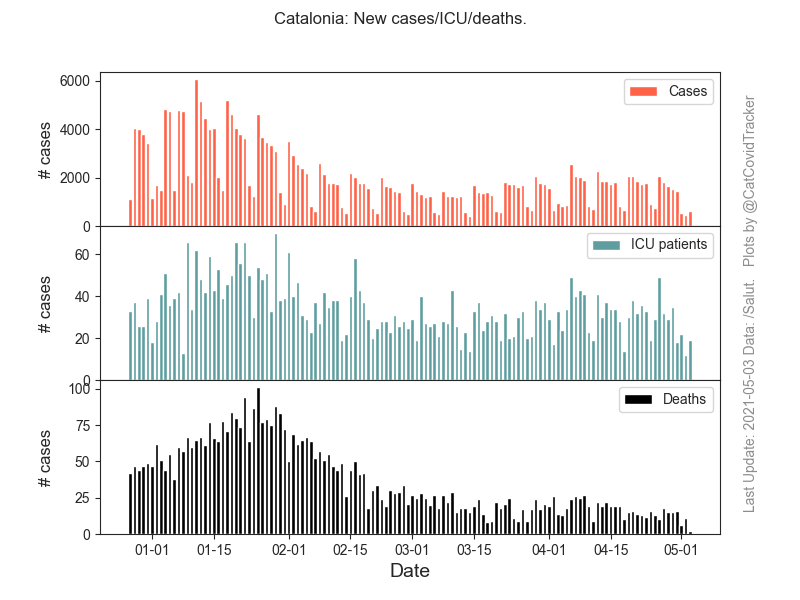 Catalonia: New cases/ICU/deaths.
6000
4000
2000
0
# cases
Cases
60
40
20
0
# cases
ICU patients
100
75
50
25
0
# cases
Deaths
01-01 01-15 02-01 02-15 03-01 03-15 04-01 04-15 05-01
Date
Last Update: 2021-05-03 Data: /Salut. Plots by @CatCovidTracker